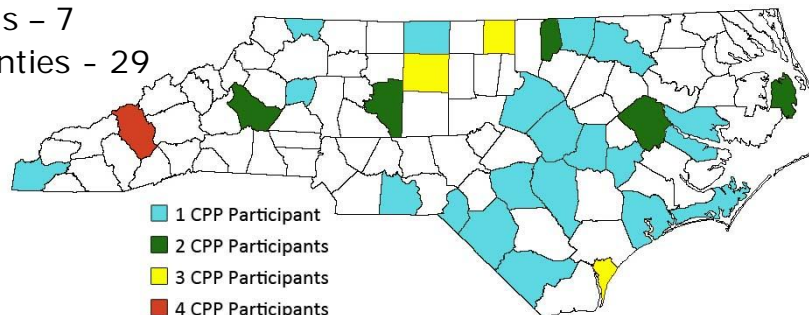 s – 7
nties - 29
1 CPP Participant
2 CPP Participants
3 CPP Participants
4 CPP Participants